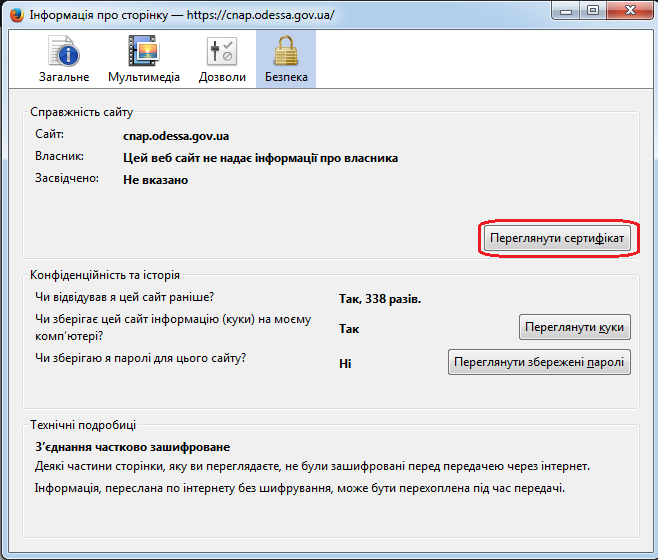 Інформація про сторінку — https://cnap.odessa.gov.ua/
Загальне Мультимедіа Дозволи Безпека
Справжність сайту
Сайт: cnap.odessa.gov.ua
Власник: Цей веб сайт не надає інформації про власника
Засвідчено: Не вказано
Переглянути сертифікат
Конфіденційність та історія
Чи відвідував я цей сайт раніше? Так, 338 разів.
Чи зберігає цей сайт інформацію (куки) на моєму
комп’ютері? Так Переглянути куки
Чи зберігаю я паролі для цього сайту? Ні Переглянути збережені паролі
Технічні подробиці
З’єднання частково зашифроване
Деякі частини сторінки, яку ви переглядаєте, не були зашифровані перед передачею через інтернет.
Інформація, переслана по інтернету без шифрування, може бути перехоплена під час передачі.